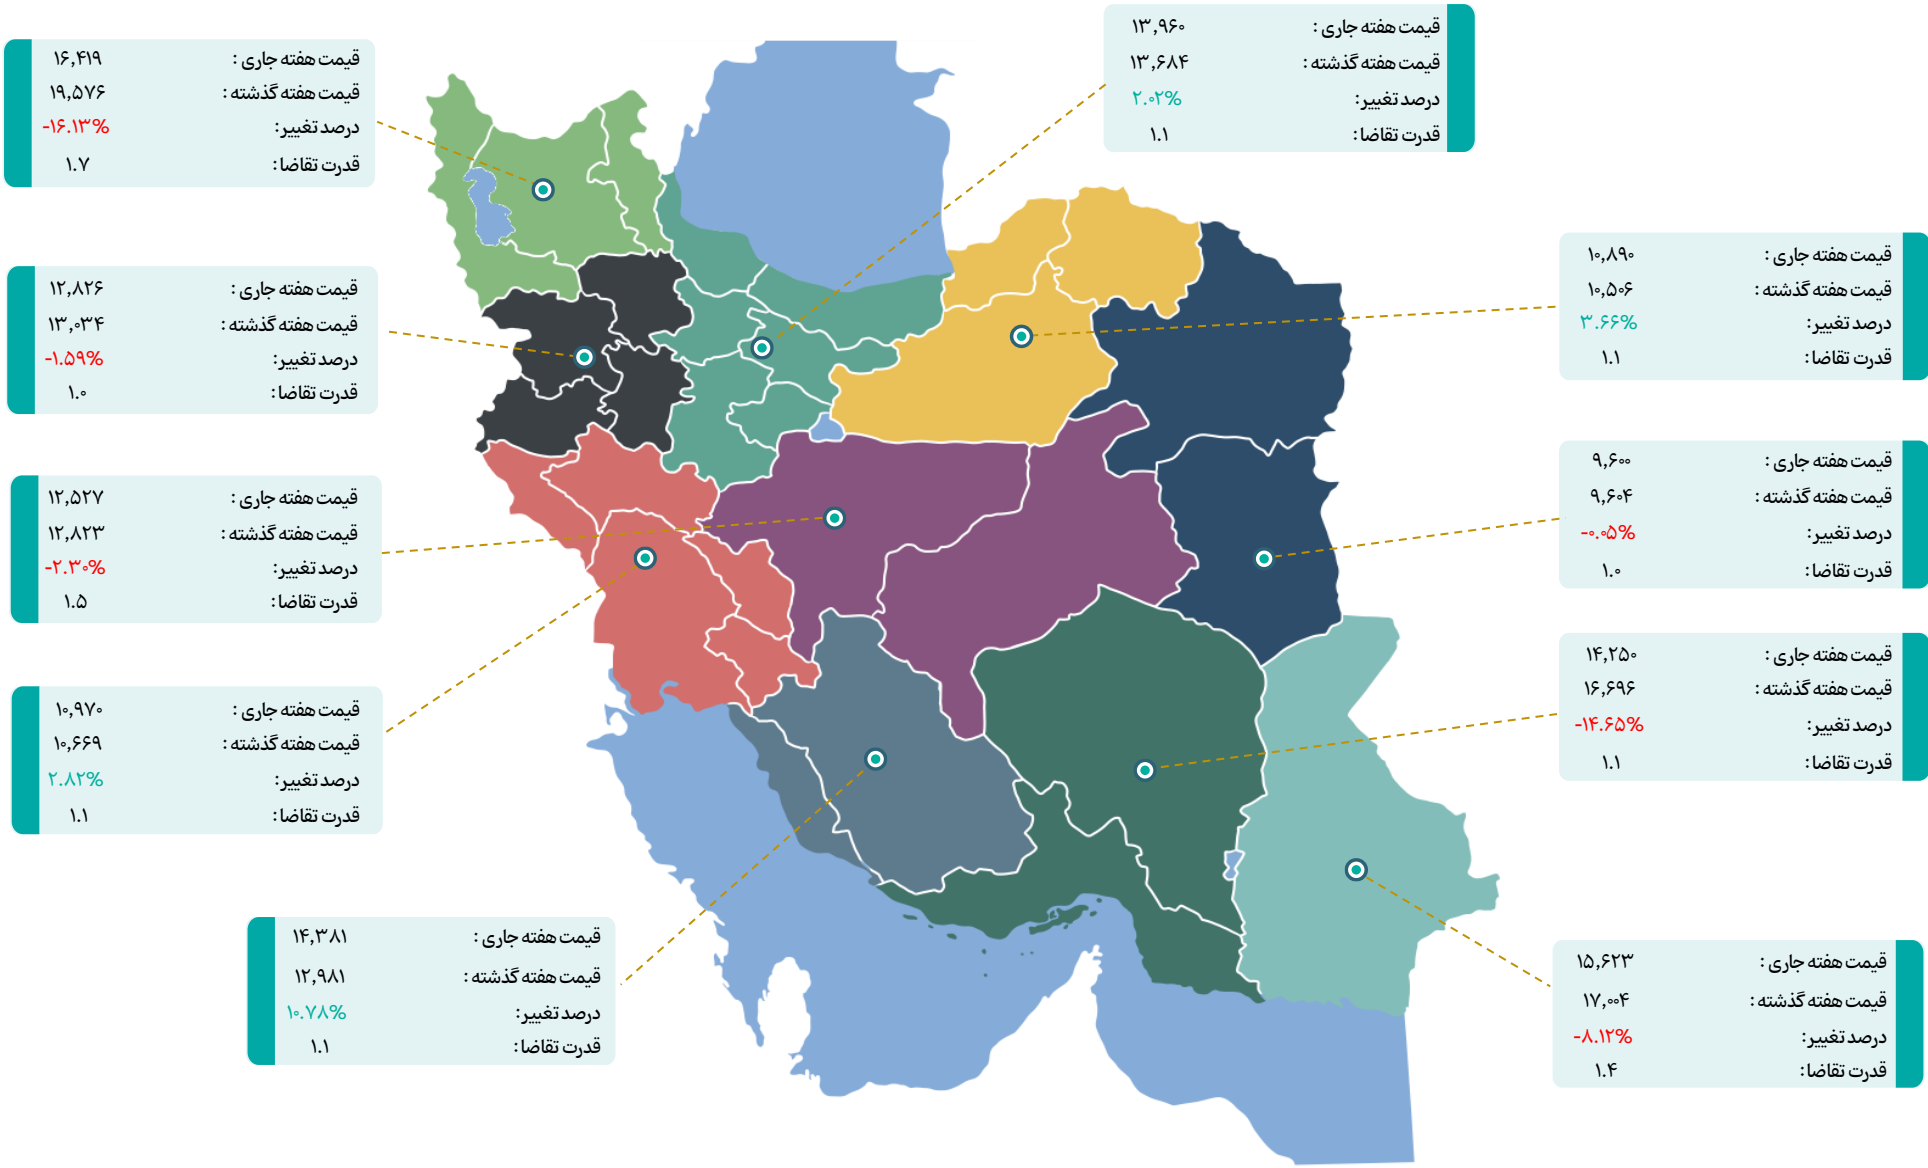 قیمت هفته جاری : ۱۳,۹۶۰
قیمت هفته گذشته : ۱۳,۶۸۴
درصد تغییر: ۲.۰۲%
قدرت تقاضا: ۱.۱
قیمت هفته جاری : ۱۶,۴۱۹
قیمت هفته گذشته : ۱۹,۵۷۶
درصد تغییر: -۱۶.۱۳%
قدرت تقاضا: ۱.۷
قیمت هفته جاری : ۱۰,۸۹۰
قیمت هفته گذشته : ۱۰,۵۰۶
درصد تغییر: ۳.۶۶%
قدرت تقاضا: ۱.۱
قیمت هفته جاری : ۱۲,۸۲۶
قیمت هفته گذشته : ۱۳,۰۳۴
درصد تغییر: -۱.۵۹%
قدرت تقاضا: ۱.۰
قیمت هفته جاری : ۹,۶۰۰
قیمت هفته گذشته : ۹,۶۰۴
درصد تغییر: -۰.۰۵%
قدرت تقاضا: ۱.۰
قیمت هفته جاری : ۱۲,۵۲۷
قیمت هفته گذشته : ۱۲,۸۲۳
درصد تغییر: -۲.۳۰%
قدرت تقاضا: ۱.۵
قیمت هفته جاری : ۱۴,۲۵۰
قیمت هفته گذشته : ۱۶,۶۹۶
درصد تغییر: -۱۴.۶۵%
قدرت تقاضا: ۱.۱
قیمت هفته جاری : ۱۰,۹۷۰
قیمت هفته گذشته : ۱۰,۶۶۹
درصد تغییر: ۲.۸۲%
قدرت تقاضا: ۱.۱
قیمت هفته جاری : ۱۵,۶۲۳
قیمت هفته گذشته : ۱۷,۰۰۴
درصد تغییر: -۸.۱۲%
قدرت تقاضا: ۱.۴
قیمت هفته جاری : ۱۴,۳۸۱
قیمت هفته گذشته : ۱۲,۹۸۱
درصد تغییر: ۱۰.۷۸%
قدرت تقاضا: ۱.۱